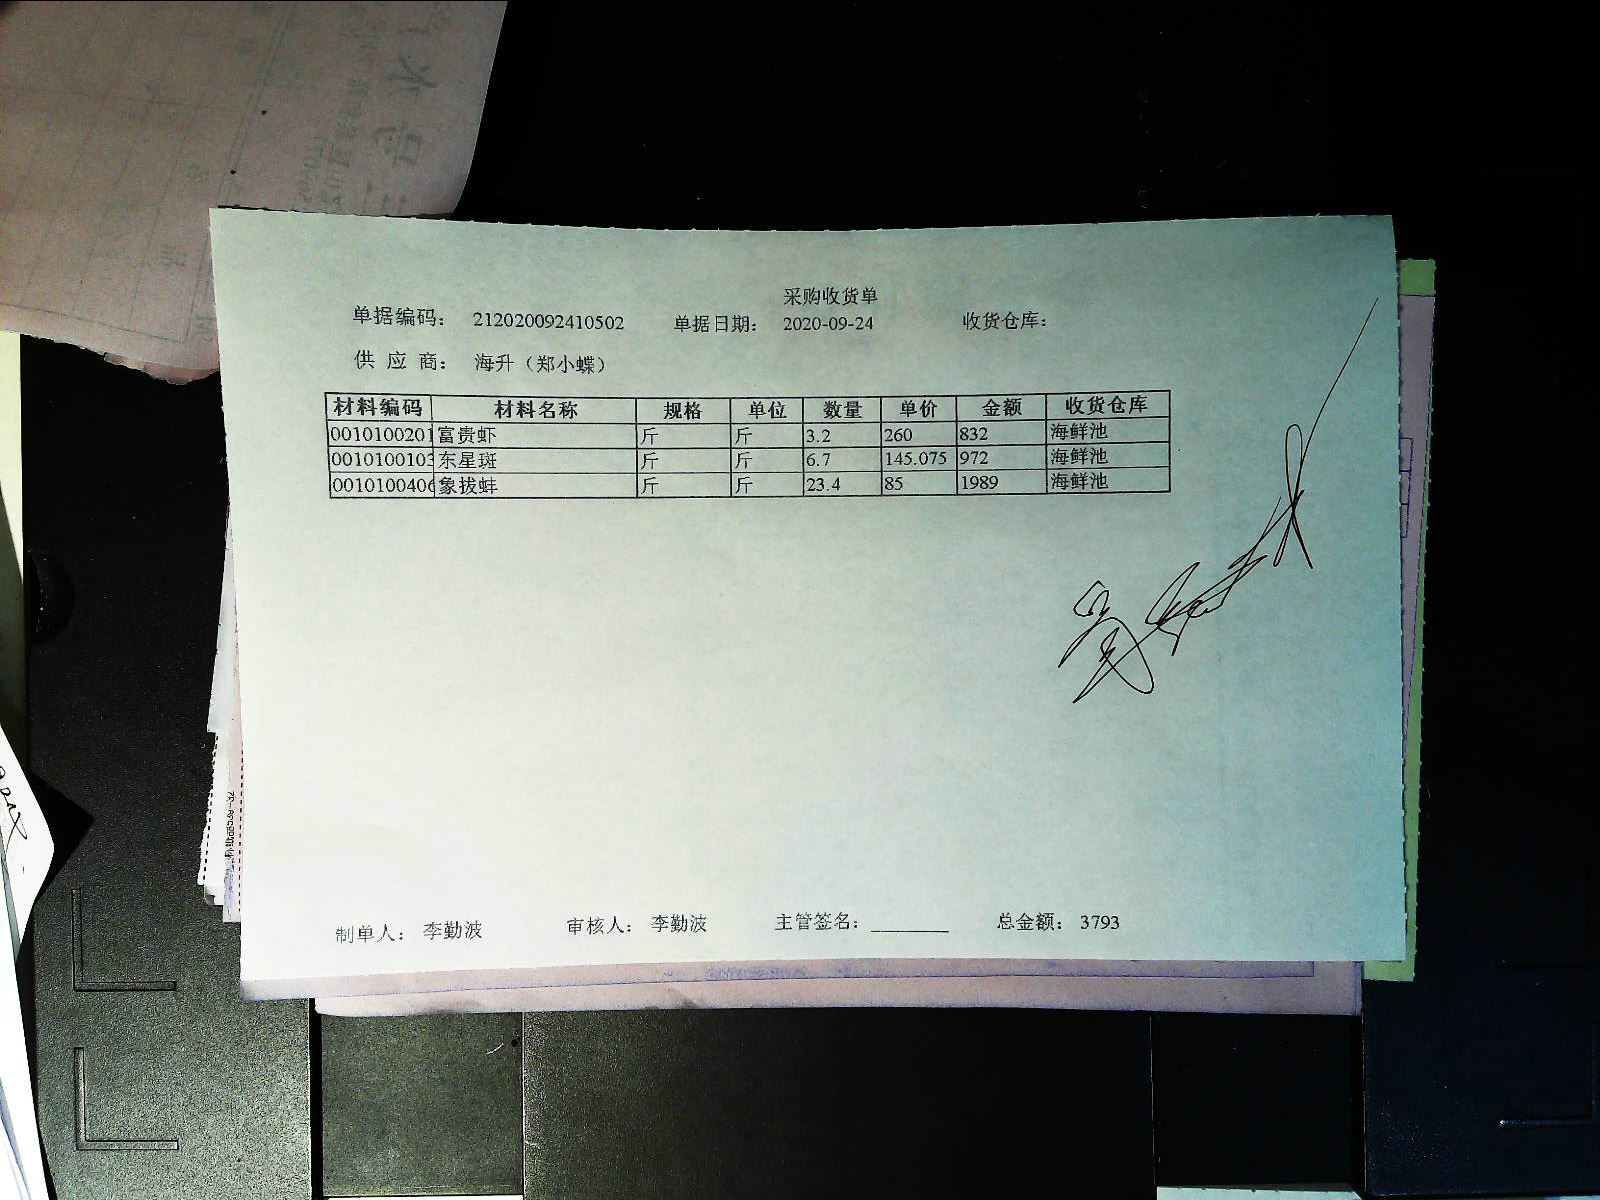 采购收货单
单据编码： 212020092410502 单据日期： 2020-09-24 收货仓库：
供 应 商： 海升（郑小蝶）
材料编码 材料名称 规格 单位 数量 单价 金额 收货仓库
0010100201 富贵虾 斤 斤 3.2 260 832 海鲜池
0010100103 东星斑 斤 斤 6.7 145.075 972 海鲜池
0010100406 象拔蚌 斤 斤 23.4 85 1989 海鲜池
制单人： 李勤波 审核人： 李勤波 主管签名：________ 总金额： 3793